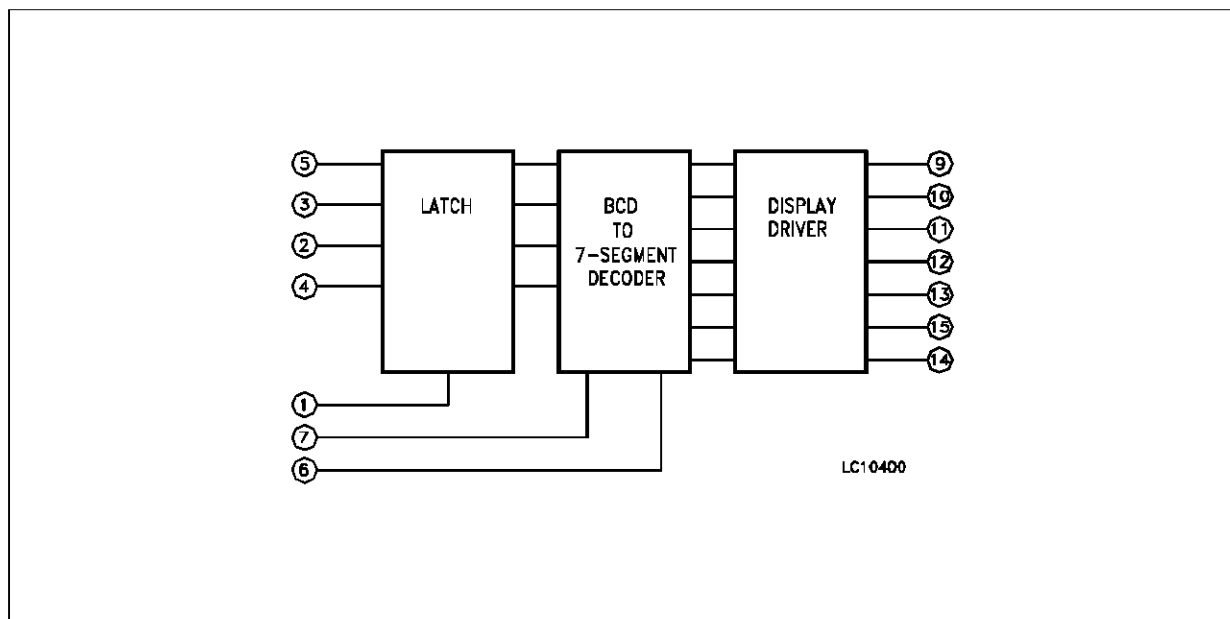 5
3
2
4
1
7
6
LATCH
BCD
TO
7-SEGMENT
DECODER
DISPLAY
DRIVER
9
10
11
12
13
15
14
LC10400